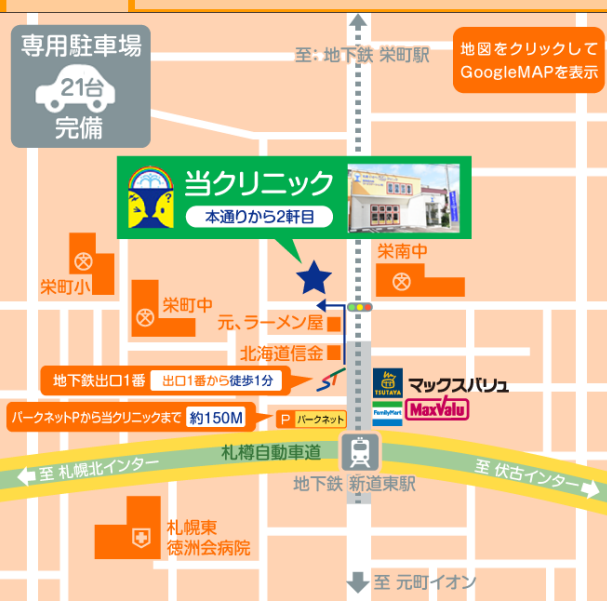 専用駐車場
21台
完備
至：地下鉄 栄町駅
地図をクリックして
GoogleMAPを表示
当クリニック
本通りから2軒目
栄南中
栄町小
栄町中
元、ラーメン屋
北海道信金
地下鉄出口1番 出口1番から徒歩1分
ST
TSUTAYA
マックスバリュ
FamilyMart
MaxValu
パークネットPから当クリニックまで 約150M
P パークネット
札樽自動車道
至 札幌北インター
至 伏古インター
地下鉄 新道東駅
札幌東
徳洲会病院
至 元町イオン